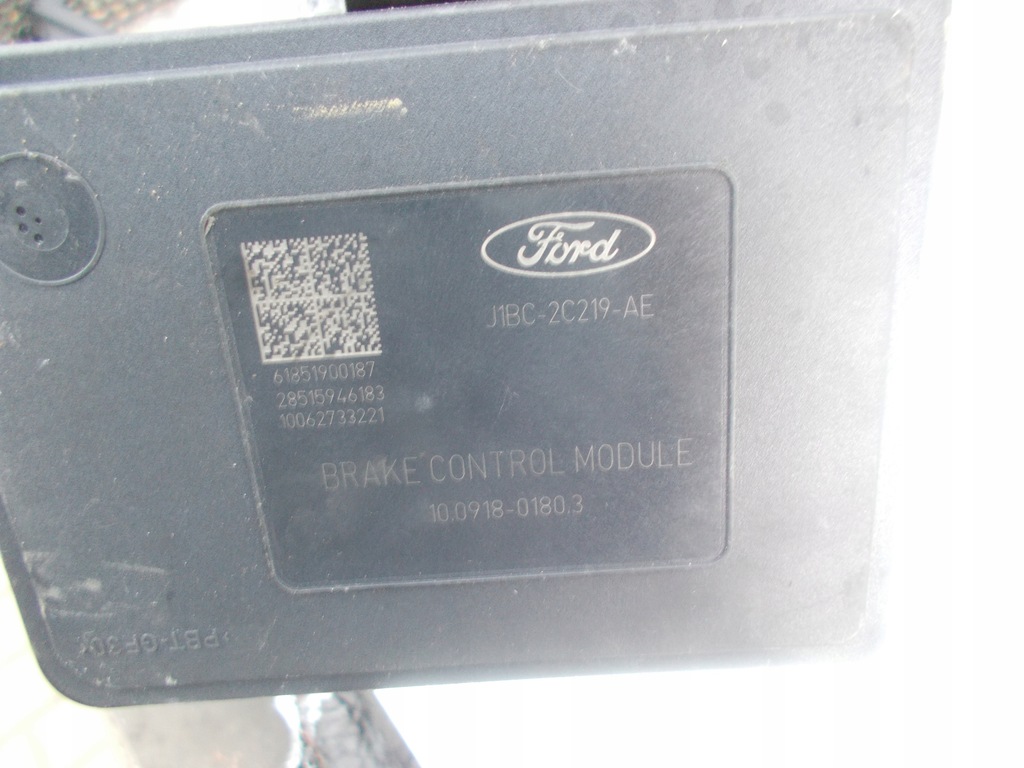 Ford
J1BC-2C219-AE
61851900187
28515946183
10062733221
BRAKE CONTROL MODULE
10.0918-0180.3
>PBT-GF30<